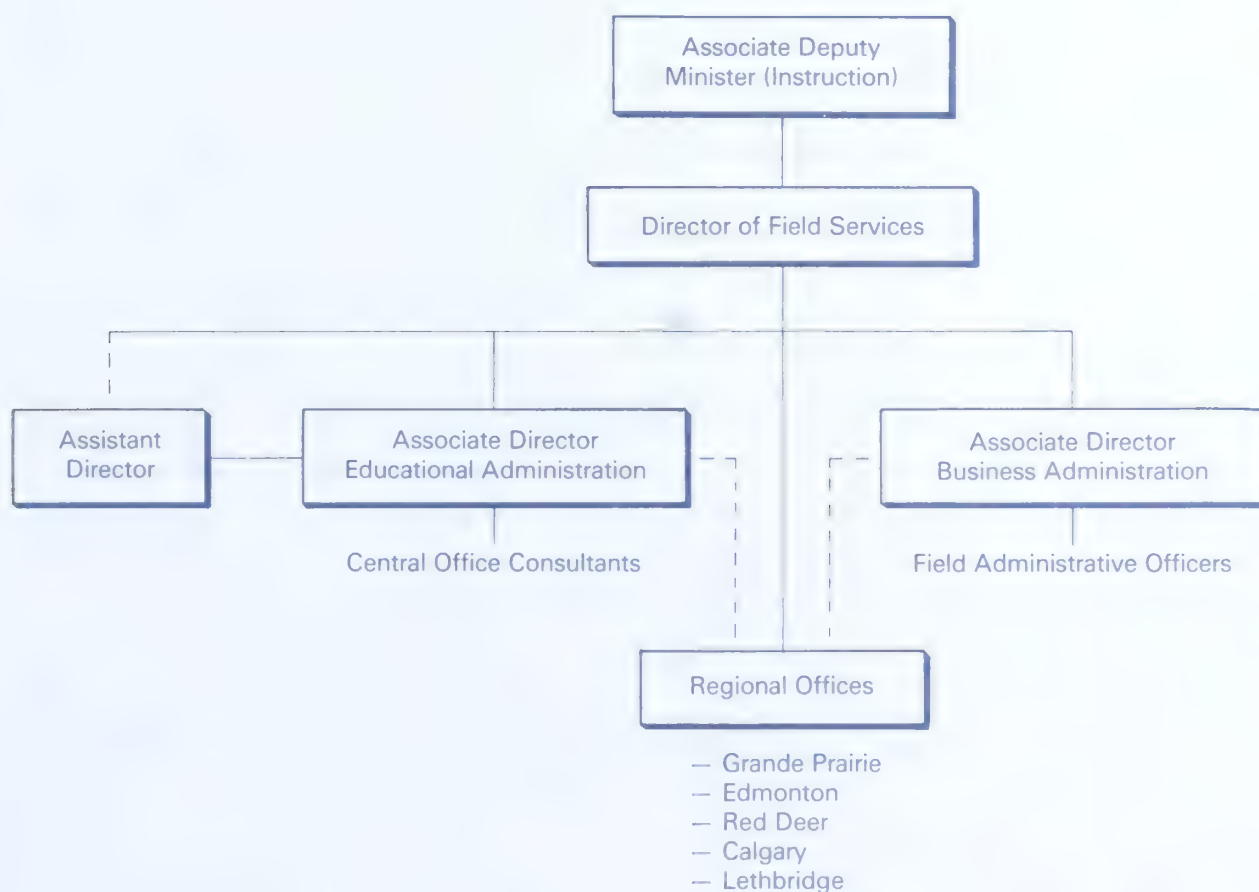 Associate Deputy
Minister (Instruction)
Director of Field Services
Assistant
Director
Associate Director
Educational Administration
Associate Director
Business Administration
Central Office Consultants
Field Administrative Officers
Regional Offices
— Grande Prairie
— Edmonton
— Red Deer
— Calgary
— Lethbridge